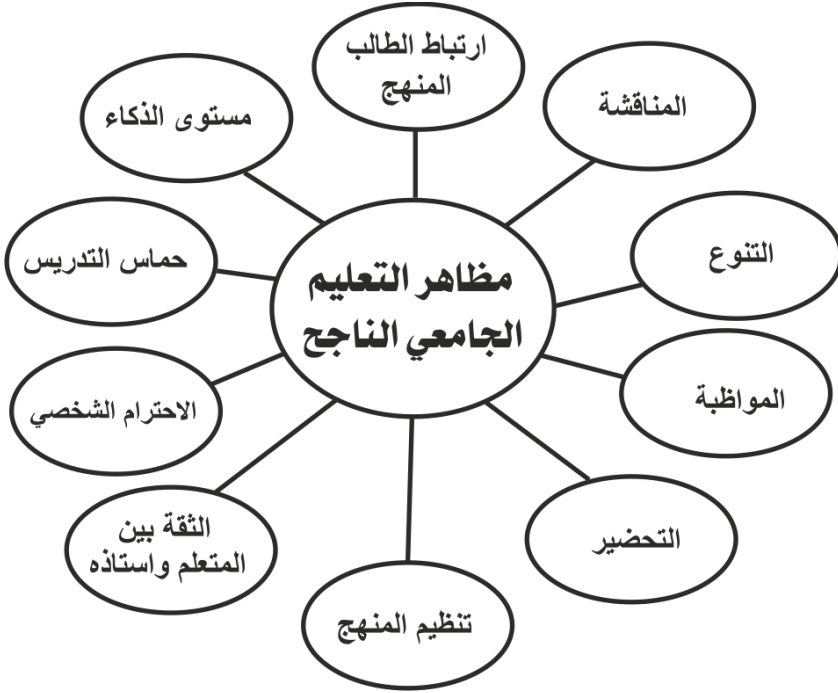 ارتباط الطالب
المنهج
المناقشة
مستوى الذكاء
التنوع
حماس التدريس
مظاهر التعليم
الجامعي الناجح
المواظبة
الاحترام الشخصي
التحضير
الثقة بين
المتعلم واستاذه
تنظيم المنهج